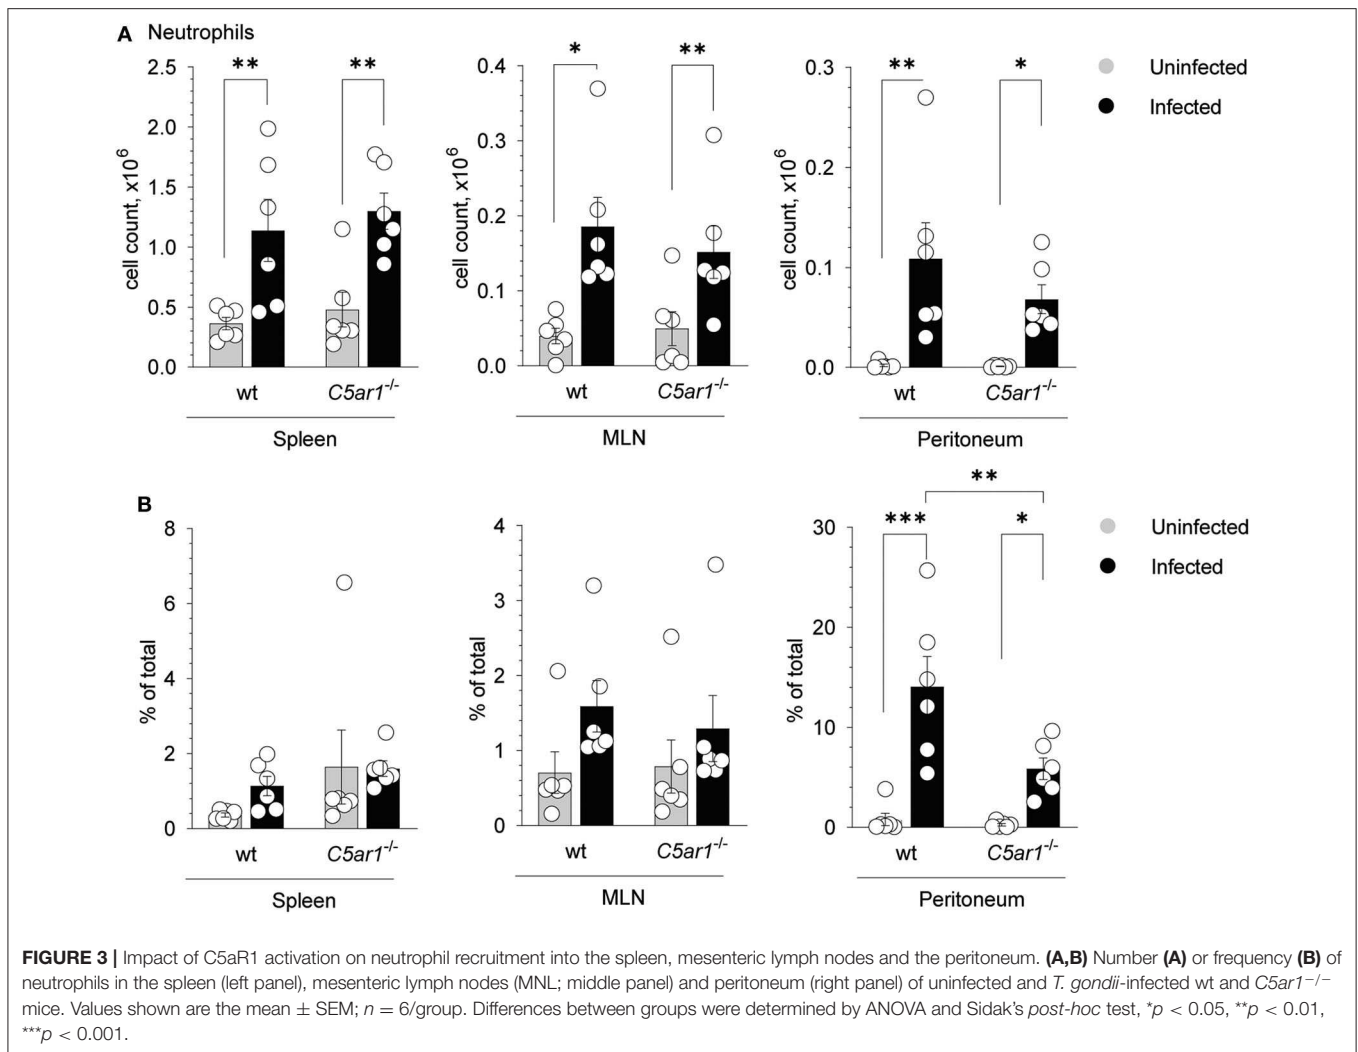 A Neutrophils
2.5
2.0
1.5
1.0
0.5
0.0
cell count, x10⁶
**
**
wt
C5ar1⁻/⁻
Spleen
0.4
0.3
0.2
0.1
0.0
cell count, x10⁶
*
**
wt
C5ar1⁻/⁻
MLN
0.3
0.2
0.1
0.0
cell count, x10⁶
**
*
wt
C5ar1⁻/⁻
Peritoneum
Uninfected
Infected
B
8
6
4
2
0
% of total
wt
C5ar1⁻/⁻
Spleen
4
3
2
1
0
% of total
wt
C5ar1⁻/⁻
MLN
30
20
10
0
% of total
**
***
*
wt
C5ar1⁻/⁻
Peritoneum
Uninfected
Infected
FIGURE 3 | Impact of C5aR1 activation on neutrophil recruitment into the spleen, mesenteric lymph nodes and the peritoneum. (A,B) Number (A) or frequency (B) of
neutrophils in the spleen (left panel), mesenteric lymph nodes (MNL; middle panel) and peritoneum (right panel) of uninfected and T. gondii-infected wt and C5ar1⁻/⁻
mice. Values shown are the mean ± SEM; n = 6/group. Differences between groups were determined by ANOVA and Sidak's post-hoc test, *p < 0.05, **p < 0.01,
***p < 0.001.